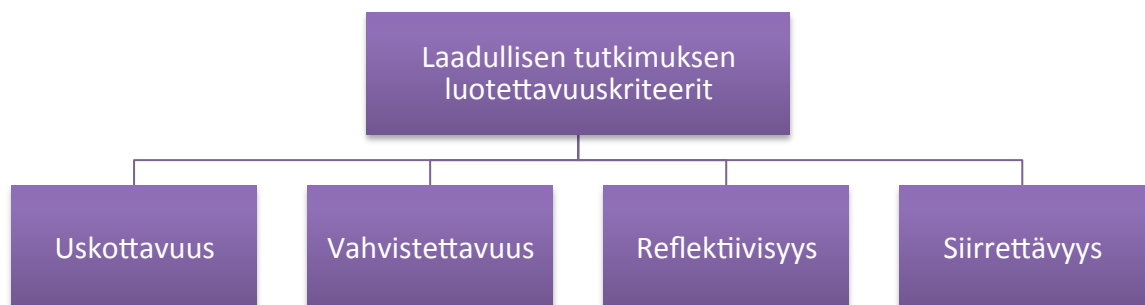 Laadullisen tutkimuksen
luotettavuuskriteerit
Uskottavuus
Vahvistettavuus
Reflektiivisyys
Siirrettävyys